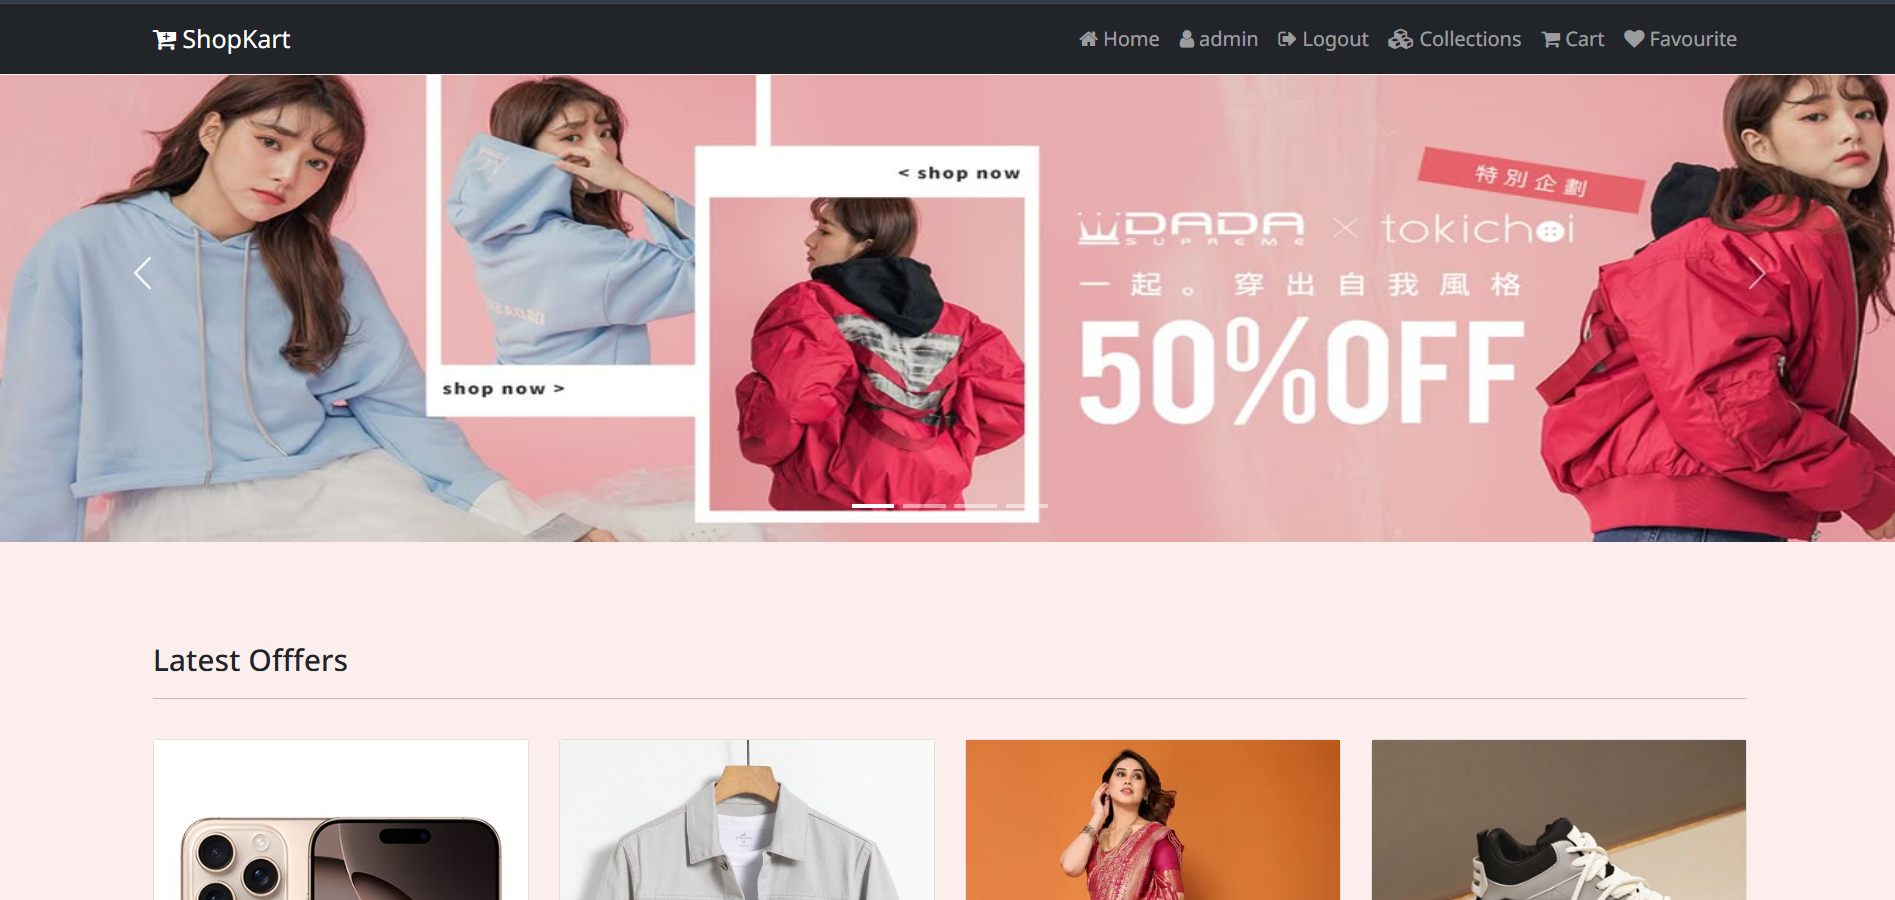 ShopKart
Home admin Logout Collections Cart Favourite
< shop now
shop now >
特別企劃
DADA SUPREME × tokichoi
一起。穿出自我風格
50%OFF
Latest Offfers